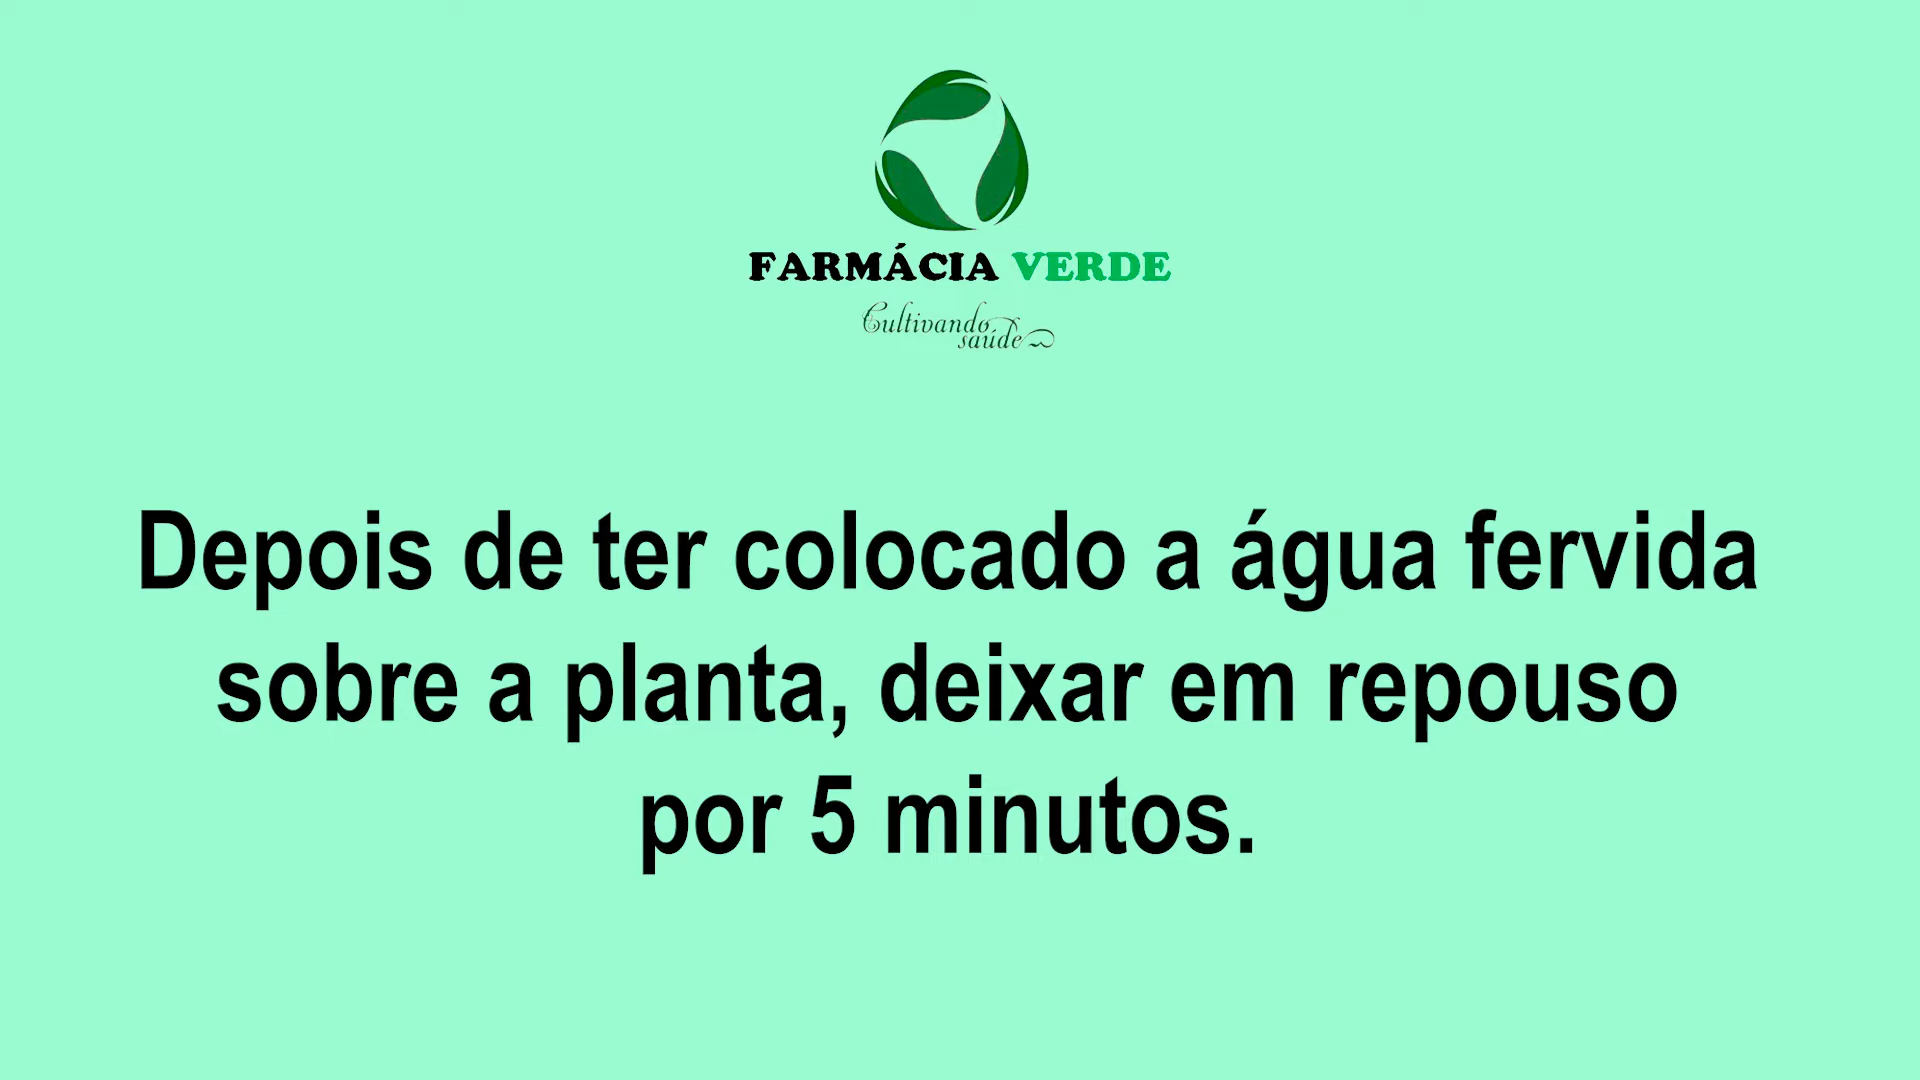 FARMÁCIA VERDE
Cultivando
saúde
Depois de ter colocado a água fervida
sobre a planta, deixar em repouso
por 5 minutos.